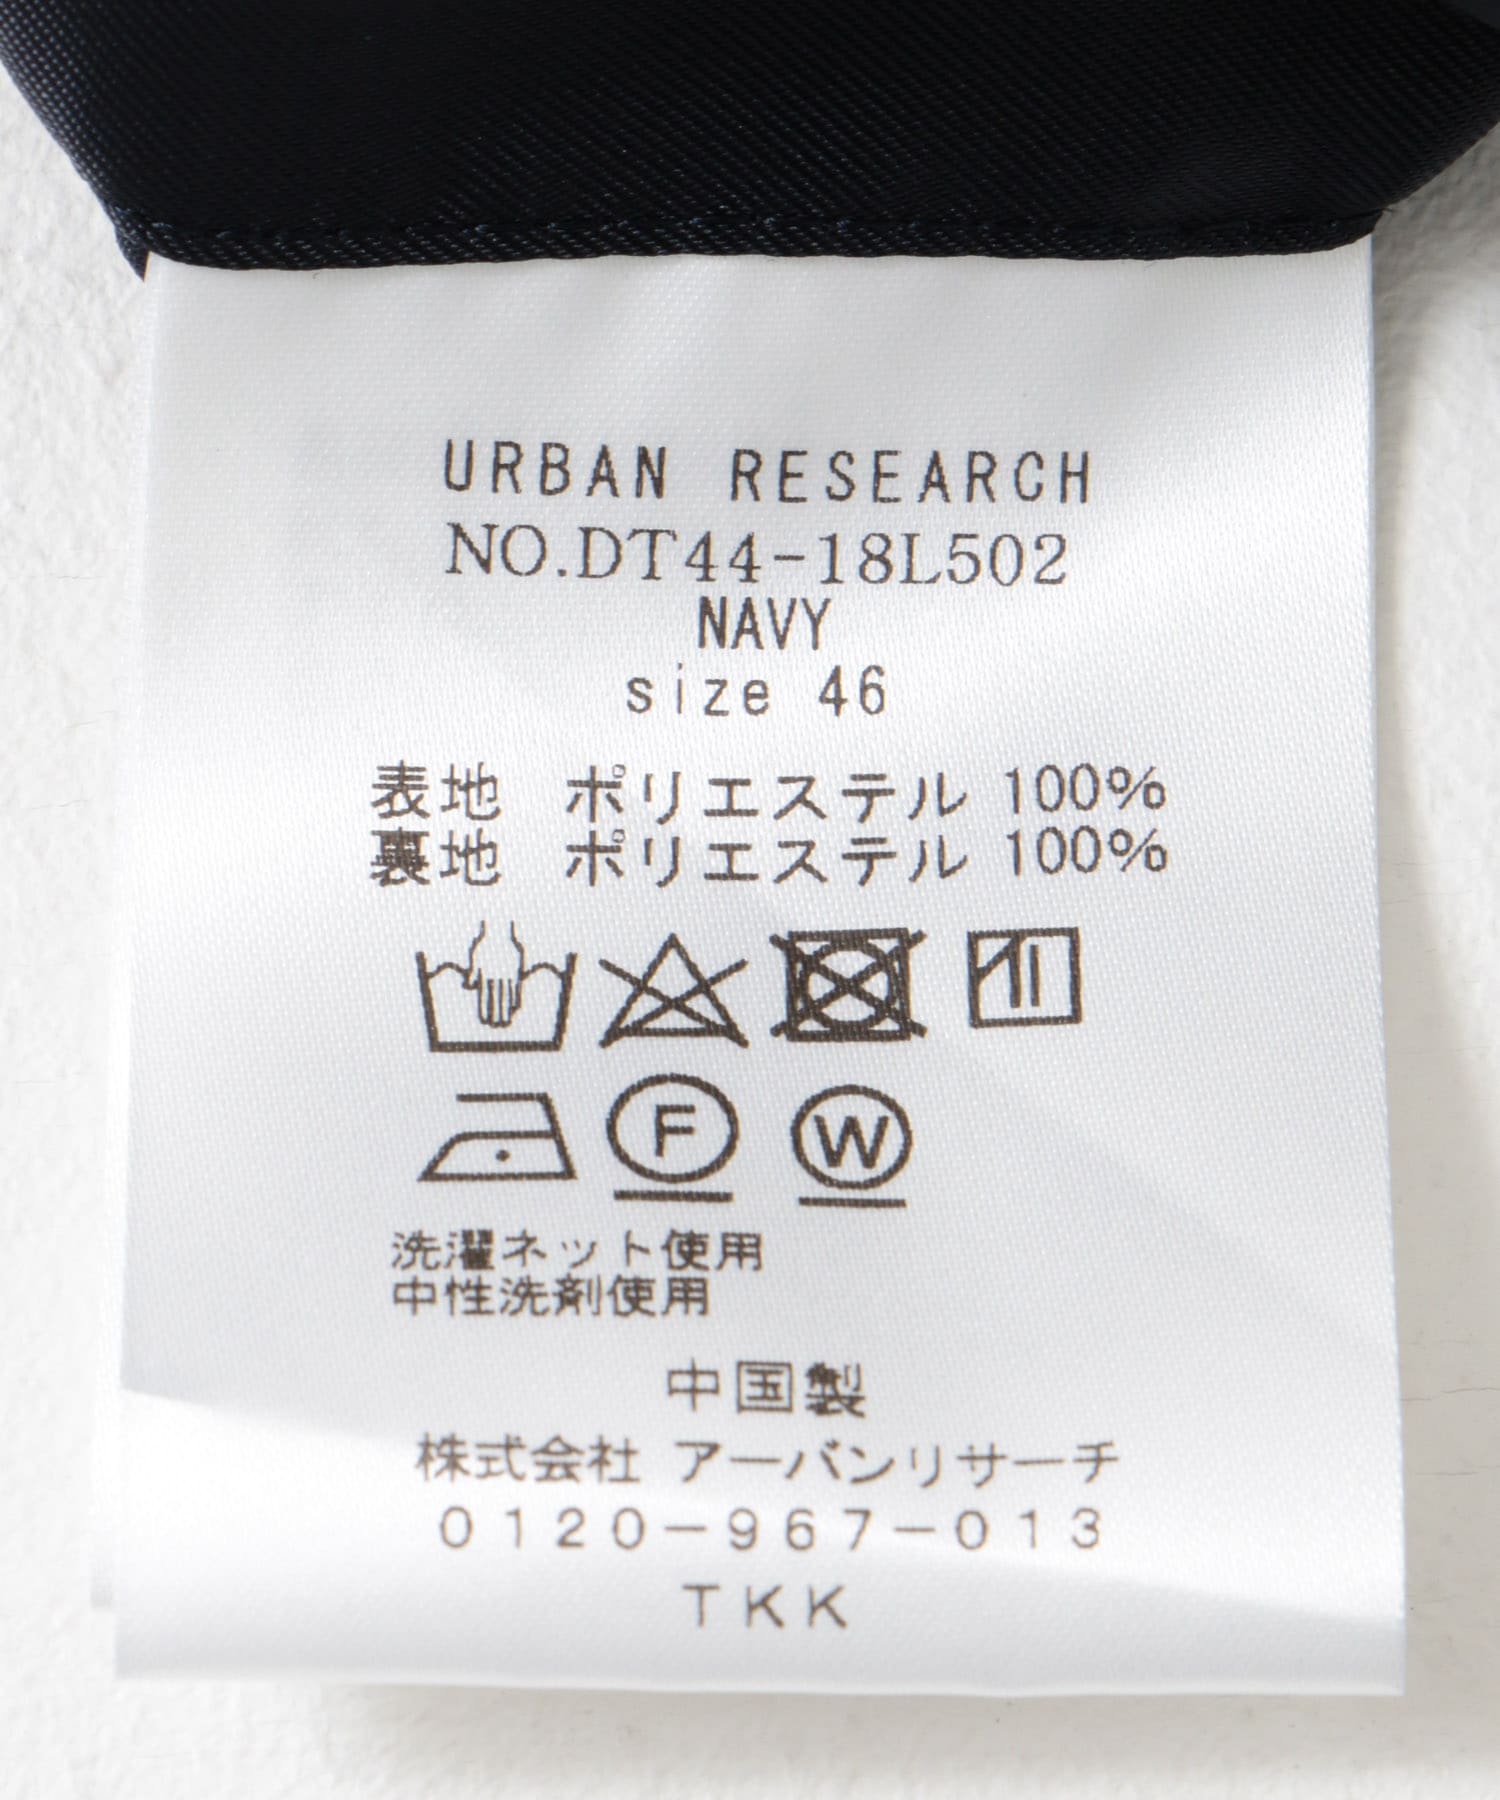 URBAN RESEARCH
NO.DT44-18L502
NAVY
size 46
表地 ポリエステル 100%
裏地 ポリエステル 100%
F W
洗濯ネット使用
中性洗剤使用
中国製
株式会社 アーバンリサーチ
0120-967-013
TKK